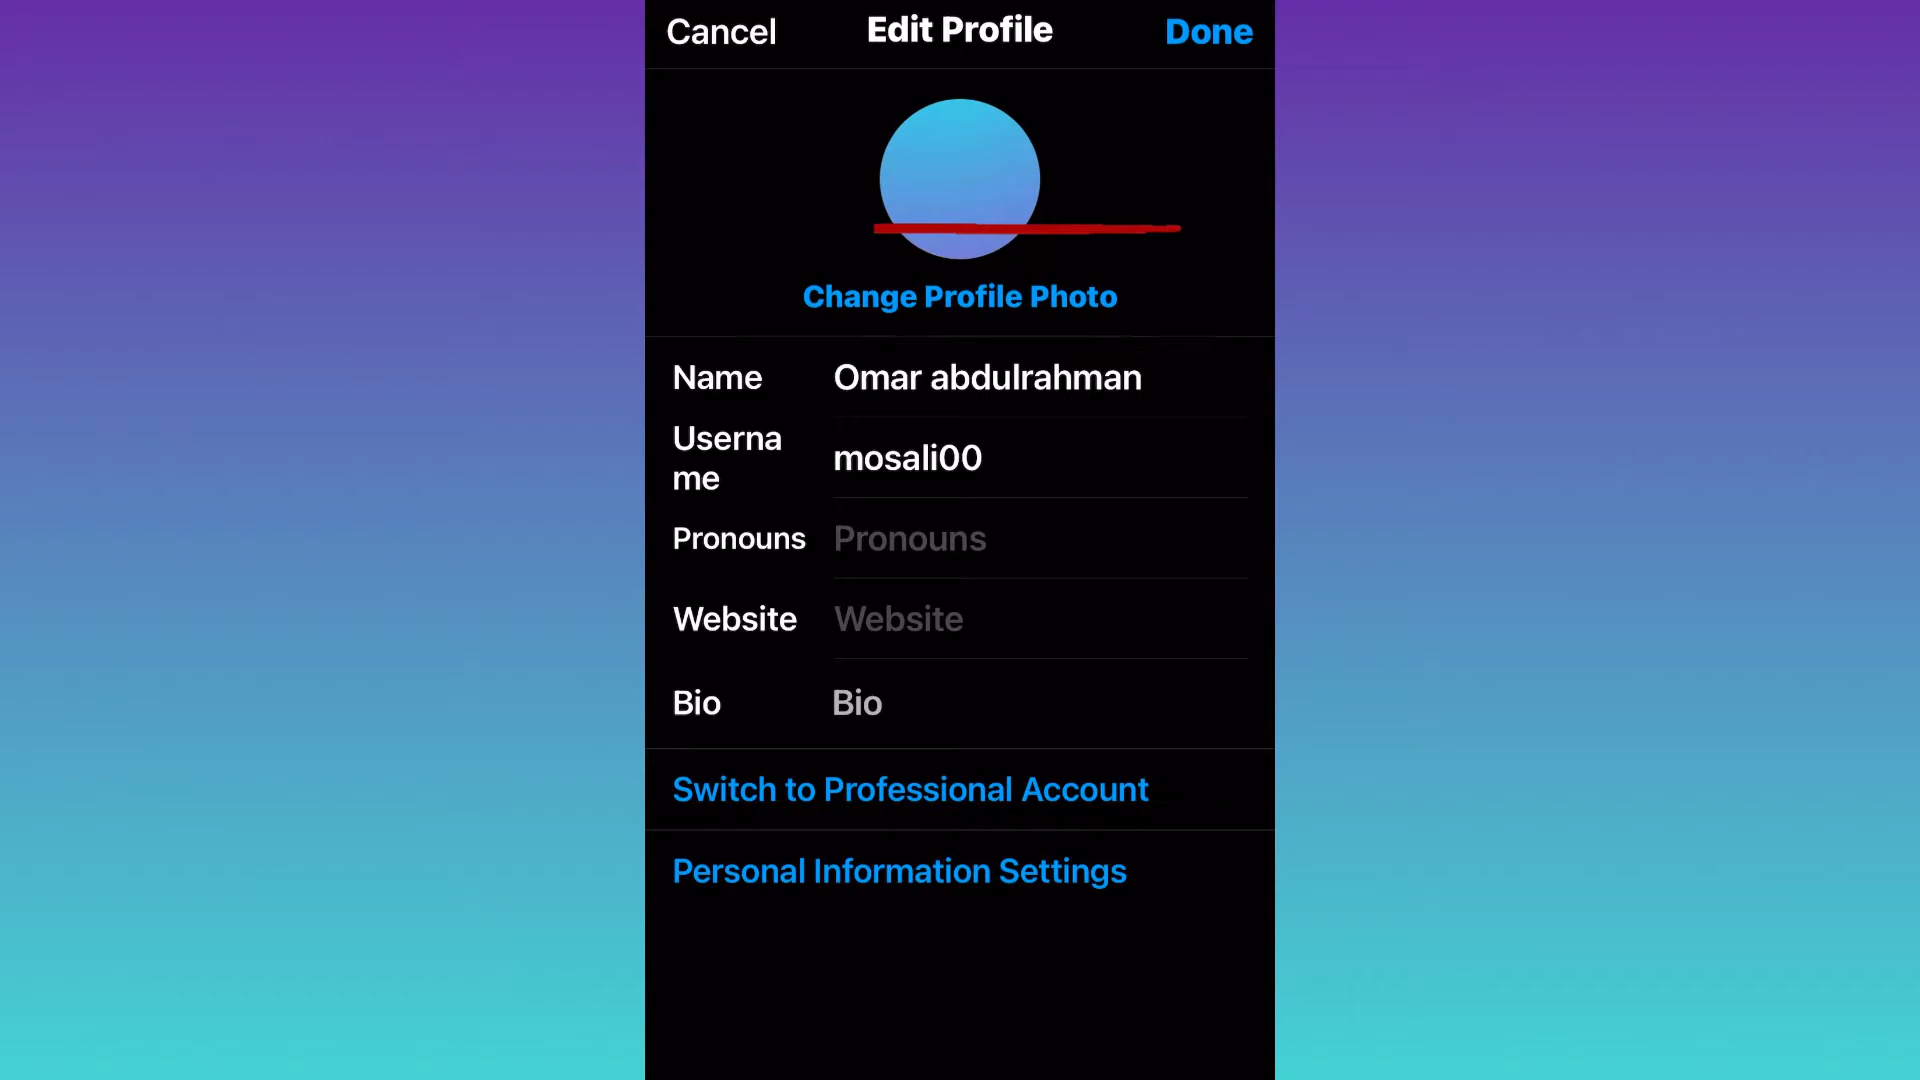 Cancel Edit Profile Done
Change Profile Photo
Name Omar abdulrahman
Userna
me mosali00
Pronouns Pronouns
Website Website
Bio Bio
Switch to Professional Account
Personal Information Settings